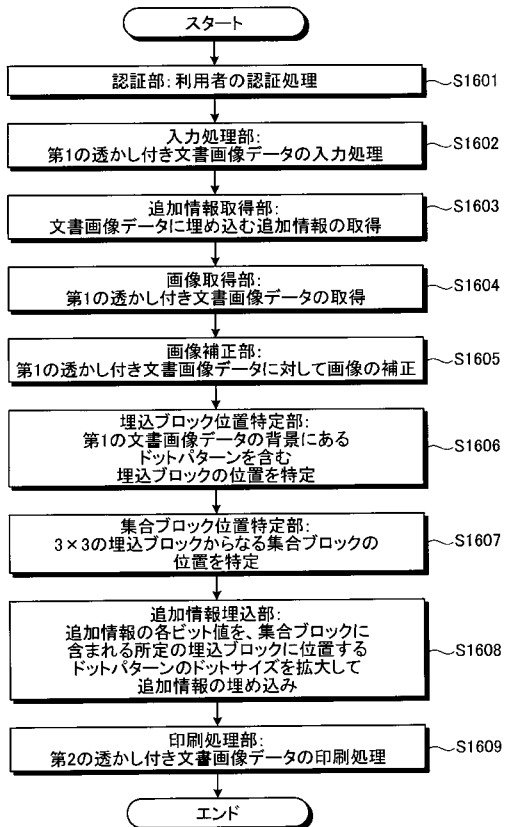 スタート
認証部：利用者の認証処理
S1601
入力処理部：
第1の透かし付き文書画像データの入力処理
S1602
追加情報取得部：
文書画像データに埋め込む追加情報の取得
S1603
画像取得部：
第1の透かし付き文書画像データの取得
S1604
画像補正部：
第1の透かし付き文書画像データに対して画像の補正
S1605
埋込ブロック位置特定部：
第1の文書画像データの背景にある
ドットパターンを含む
埋込ブロックの位置を特定
S1606
集合ブロック位置特定部：
3×3の埋込ブロックからなる集合ブロックの
位置を特定
S1607
追加情報埋込部：
追加情報の各ビット値を、集合ブロックに
含まれる所定の埋込ブロックに位置する
ドットパターンのドットサイズを拡大して
追加情報の埋め込み
S1608
印刷処理部：
第2の透かし付き文書画像データの印刷処理
S1609
エンド